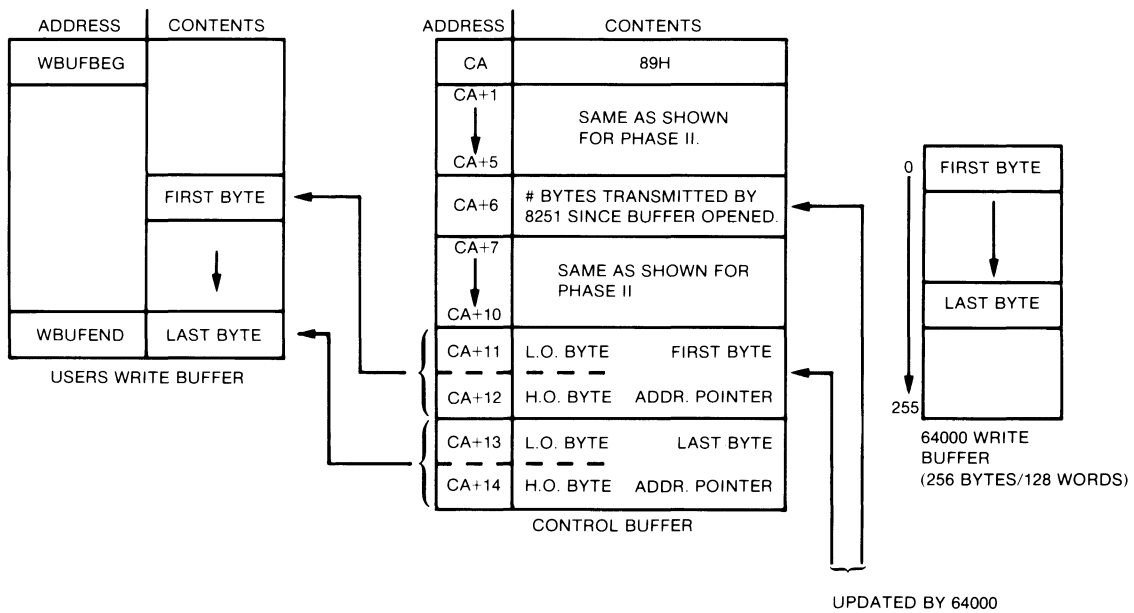 ADDRESS CONTENTS
WBUFBEG
FIRST BYTE
WBUFEND LAST BYTE
USERS WRITE BUFFER
ADDRESS CONTENTS
CA 89H
CA+1
SAME AS SHOWN
FOR PHASE II.
CA+5
CA+6 # BYTES TRANSMITTED BY
8251 SINCE BUFFER OPENED.
CA+7
SAME AS SHOWN FOR
PHASE II
CA+10
CA+11 L.O. BYTE FIRST BYTE
CA+12 H.O. BYTE ADDR. POINTER
CA+13 L.O. BYTE LAST BYTE
CA+14 H.O. BYTE ADDR. POINTER
CONTROL BUFFER
0 FIRST BYTE
LAST BYTE
255
64000 WRITE
BUFFER
(256 BYTES/128 WORDS)
UPDATED BY 64000